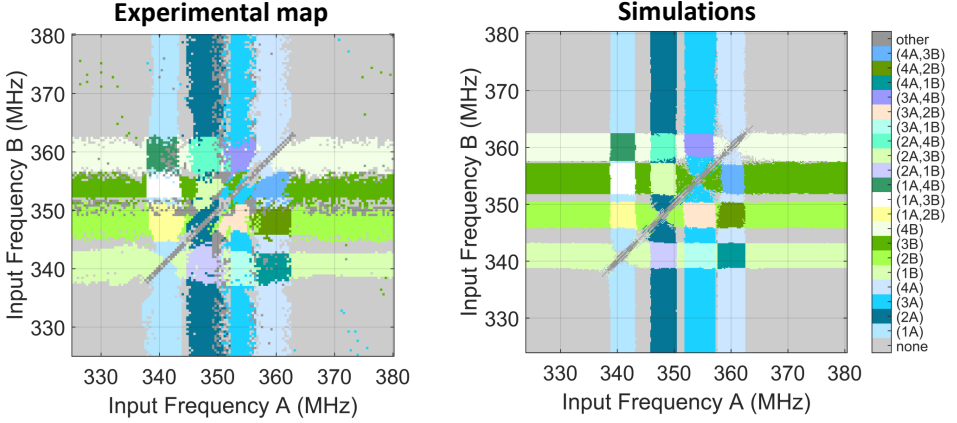 Experimental map
Simulations
380
370
360
350
340
330
Input Frequency B (MHz)
330
340
350
360
370
380
Input Frequency A (MHz)
380
370
360
350
340
330
Input Frequency B (MHz)
330
340
350
360
370
380
Input Frequency A (MHz)
other
(4A,3B)
(4A,2B)
(4A,1B)
(3A,4B)
(3A,2B)
(3A,1B)
(2A,4B)
(2A,3B)
(2A,1B)
(1A,4B)
(1A,3B)
(1A,2B)
(4B)
(3B)
(2B)
(1B)
(4A)
(3A)
(2A)
(1A)
none